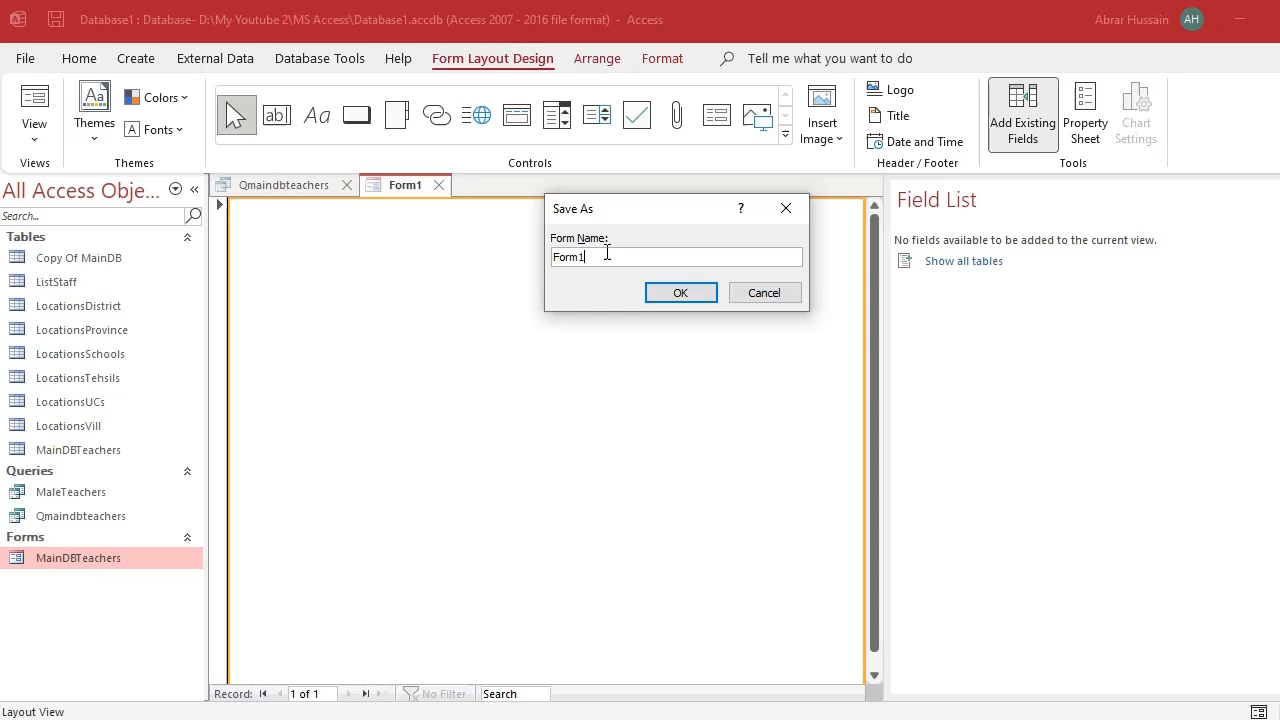 Database1 : Database- D:\My Youtube 2\MS Access\Database1.accdb (Access 2007 - 2016 file format) - Access
Abrar Hussain AH
File Home Create External Data Database Tools Help Form Layout Design Arrange Format Tell me what you want to do
View
Views
Aa
Themes
Colors
A Fonts
Themes
ab
Aa
Controls
Insert
Image
Logo
Title
Date and Time
Header / Footer
Add Existing
Fields
Property
Sheet
Chart
Settings
Tools
All Access Obje...
Search...
Tables
Copy Of MainDB
ListStaff
LocationsDistrict
LocationsProvince
LocationsSchools
LocationsTehsils
LocationsUCs
LocationsVill
MainDBTeachers
Queries
MaleTeachers
Qmaindbteachers
Forms
MainDBTeachers
Qmaindbteachers
Form1
Save As ?
Form Name:
Form1
OK Cancel
Field List
No fields available to be added to the current view.
Show all tables
Record: 1 of 1 No Filter Search
Layout View